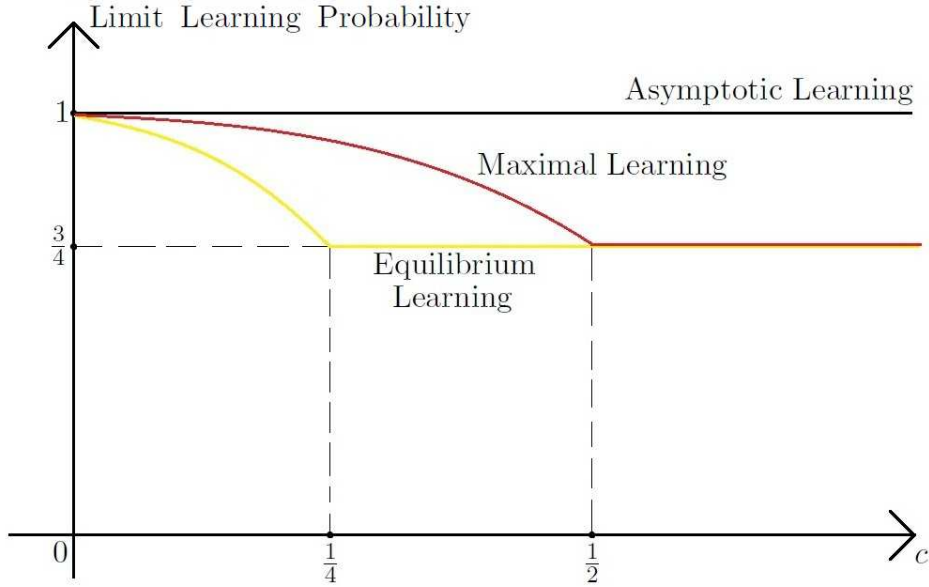 Limit Learning Probability
Asymptotic Learning
1
Maximal Learning
3
4
Equilibrium
Learning
0
1
4
1
2
c